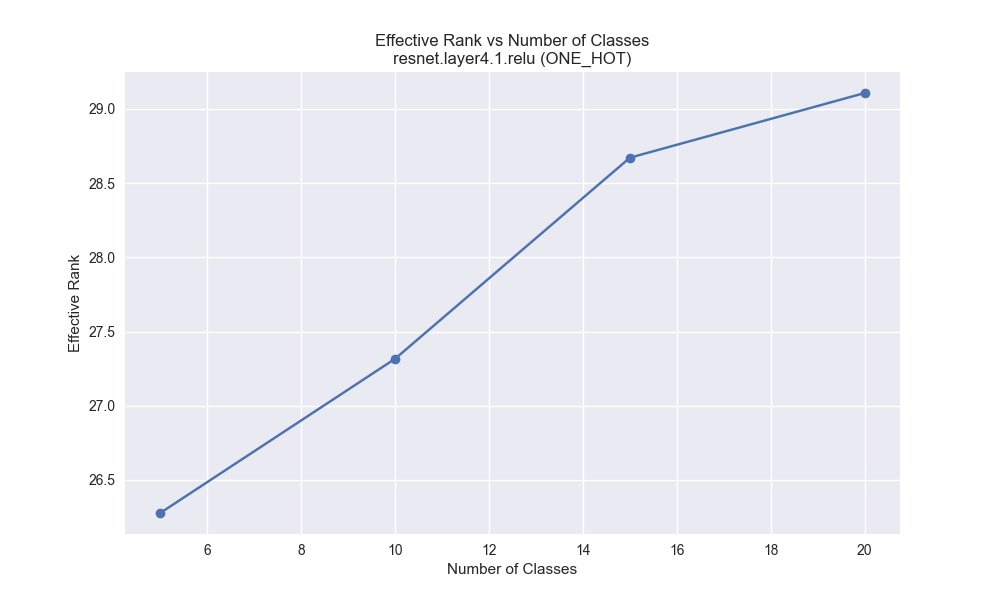 Effective Rank vs Number of Classes
resnet.layer4.1.relu (ONE_HOT)
Effective Rank
29.0
28.5
28.0
27.5
27.0
26.5
6 8 10 12 14 16 18 20
Number of Classes